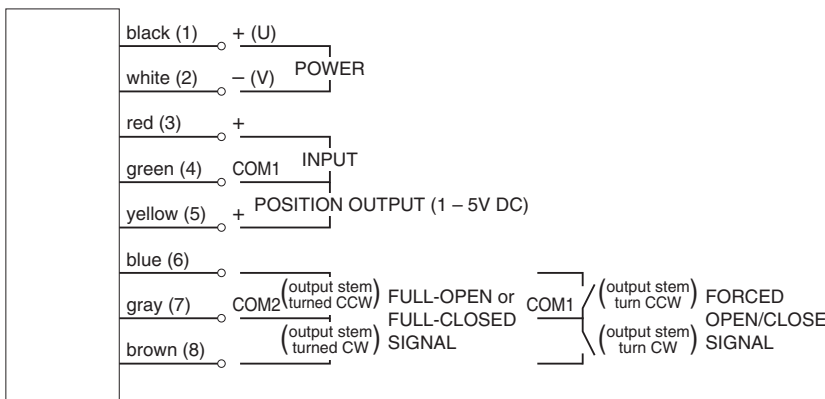 black (1) + (U)
POWER
white (2) – (V)
red (3) +
INPUT
green (4) COM1
POSITION OUTPUT (1 – 5V DC)
yellow (5) +
blue (6)
gray (7) COM2
brown (8)
(output stem
turned CCW)
(output stem
turned CW)
FULL-OPEN or
FULL-CLOSED
SIGNAL
COM1
(output stem
turn CCW)
(output stem
turn CW)
FORCED
OPEN/CLOSE
SIGNAL